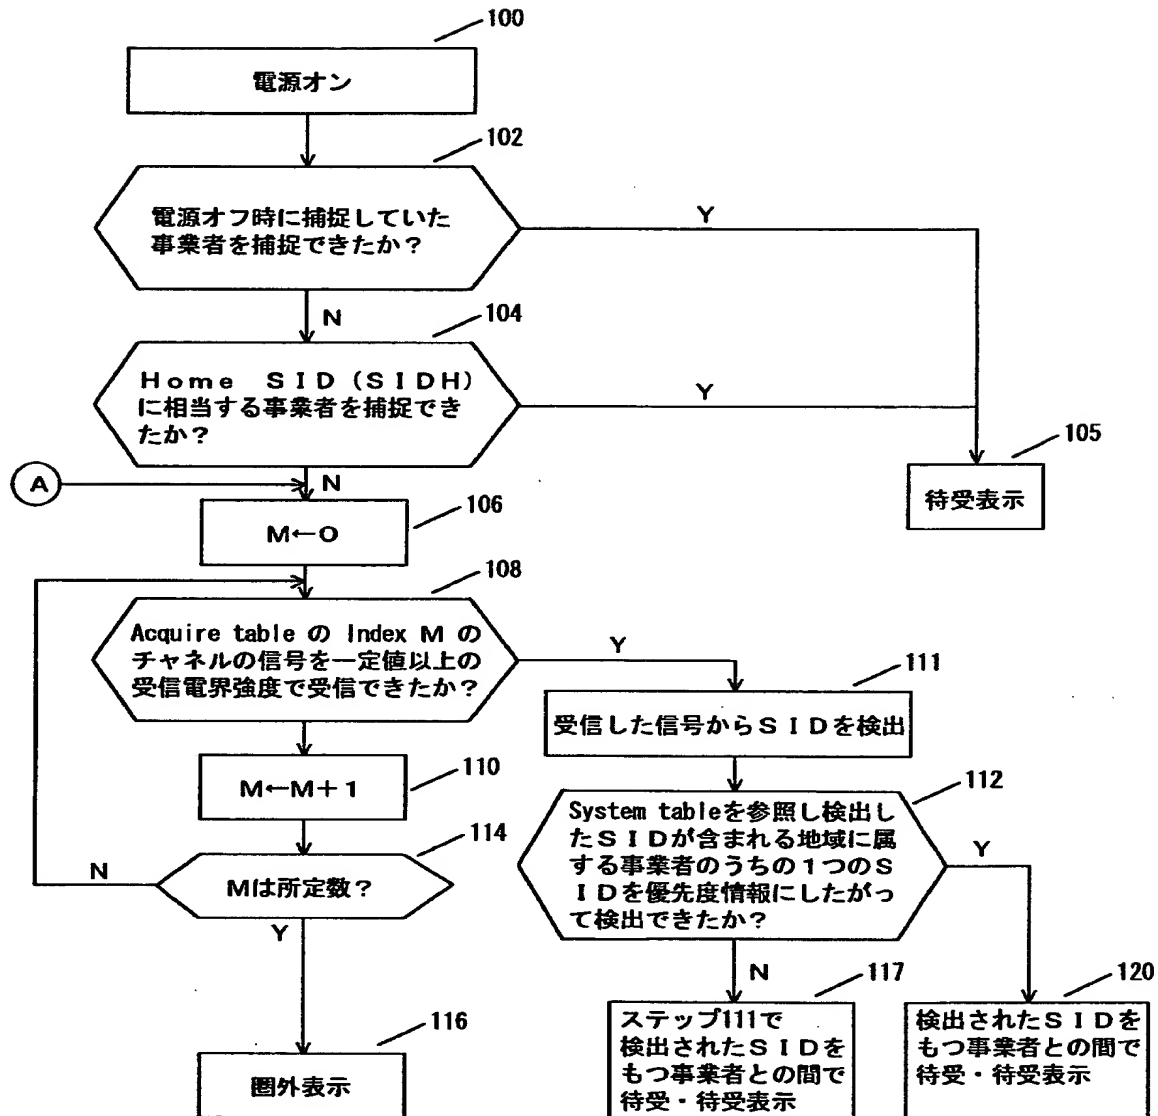 100
電源オン
102
電源オフ時に捕捉していた
事業者を捕捉できたか？
Y
N
104
Ｈｏｍｅ　ＳＩＤ（ＳＩＤＨ）
に相当する事業者を捕捉でき
たか？
Y
105
待受表示
A
N
106
M←0
108
Acquire table の Index M の
チャネルの信号を一定値以上の
受信電界強度で受信できたか？
Y
111
受信した信号からＳＩＤを検出
110
M←M＋1
112
System tableを参照し検出し
たＳＩＤが含まれる地域に属
する事業者のうちの１つのＳ
ＩＤを優先度情報にしたがっ
て検出できたか？
Y
114
Mは所定数？
N
Y
N
117
ステップ111で
検出されたＳＩＤを
もつ事業者との間で
待受・待受表示
120
検出されたＳＩＤを
もつ事業者との間で
待受・待受表示
116
圏外表示